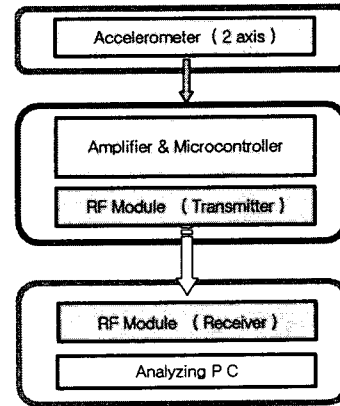 Accelerometer ( 2 axis )
Amplifier & Microcontroller
RF Module ( Transmitter )
RF Module ( Receiver )
Analyzing P C